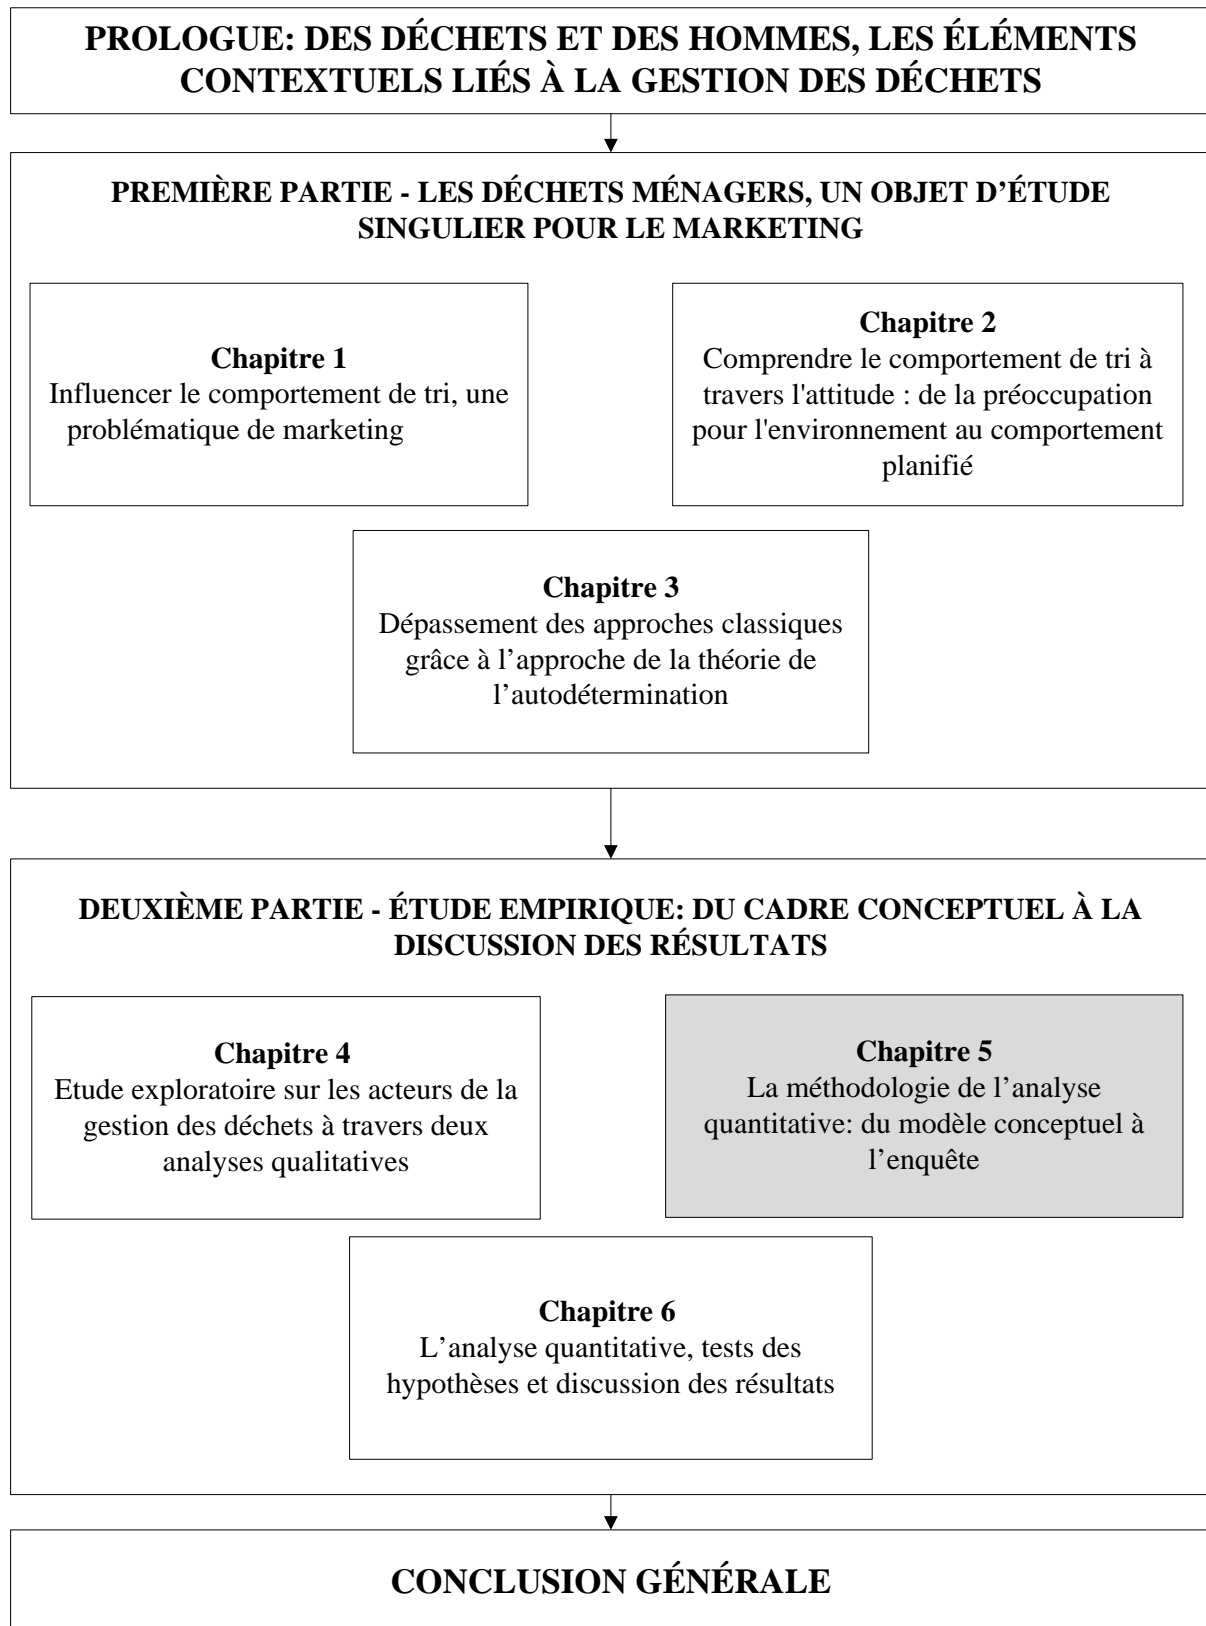 PROLOGUE: DES DÉCHETS ET DES HOMMES, LES ÉLÉMENTS
CONTEXTUELS LIÉS À LA GESTION DES DÉCHETS
PREMIÈRE PARTIE - LES DÉCHETS MÉNAGERS, UN OBJET D’ÉTUDE
SINGULIER POUR LE MARKETING
Chapitre 1
Influencer le comportement de tri, une
problématique de marketing
Chapitre 2
Comprendre le comportement de tri à
travers l'attitude : de la préoccupation
pour l'environnement au comportement
planifié
Chapitre 3
Dépassement des approches classiques
grâce à l’approche de la théorie de
l’autodétermination
DEUXIÈME PARTIE - ÉTUDE EMPIRIQUE: DU CADRE CONCEPTUEL À LA
DISCUSSION DES RÉSULTATS
Chapitre 4
Etude exploratoire sur les acteurs de la
gestion des déchets à travers deux
analyses qualitatives
Chapitre 5
La méthodologie de l’analyse
quantitative: du modèle conceptuel à
l’enquête
Chapitre 6
L’analyse quantitative, tests des
hypothèses et discussion des résultats
CONCLUSION GÉNÉRALE